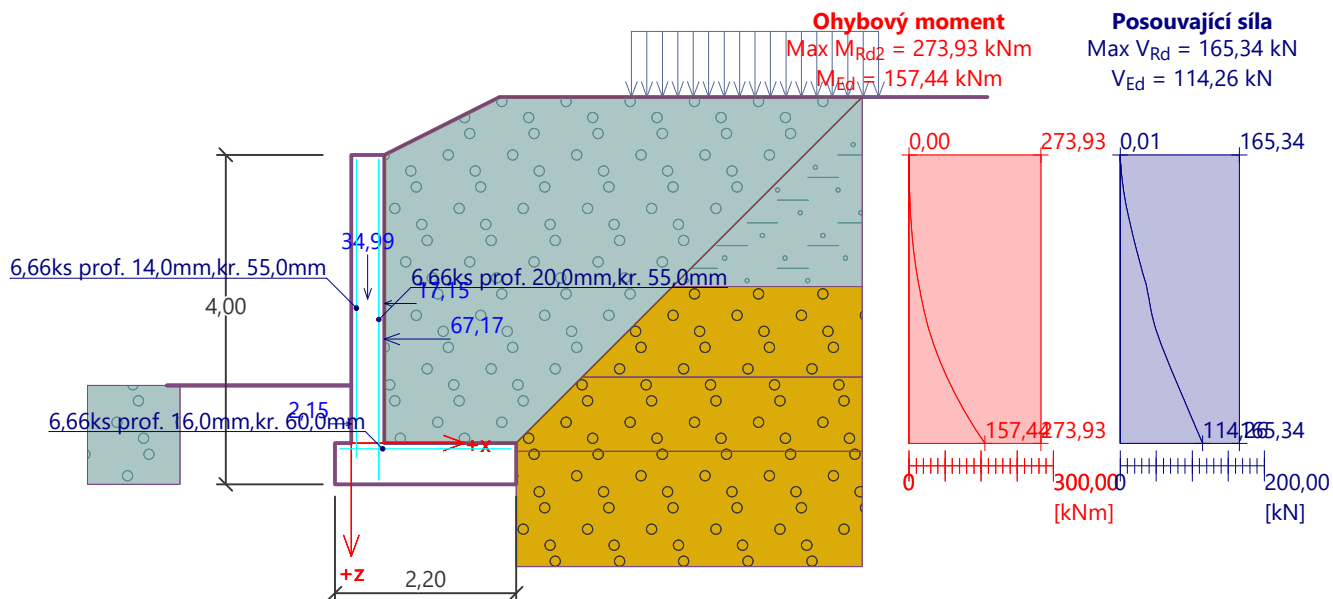 Ohybový moment
Max MRd2 = 273,93 kNm
MEd = 157,44 kNm
Posouvající síla
Max VRd = 165,34 kN
VEd = 114,26 kN
0,00
273,93
0,01
165,34
34,99
6,66ks prof. 14,0mm,kr. 55,0mm
6,66ks prof. 20,0mm,kr. 55,0mm
17,15
4,00
67,17
2,15
6,66ks prof. 16,0mm,kr. 60,0mm
+x
157,44
273,93
114,26
165,34
0
300,00
[kNm]
0
200,00
[kN]
+z
2,20